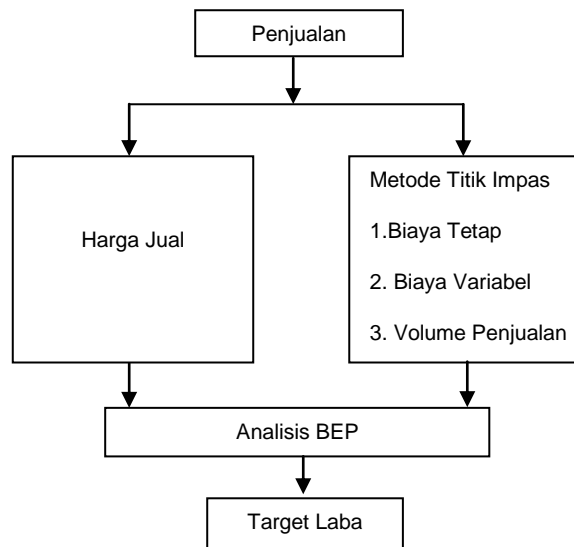 Penjualan
Harga Jual
Metode Titik Impas
1.Biaya Tetap
2. Biaya Variabel
3. Volume Penjualan
Analisis BEP
Target Laba